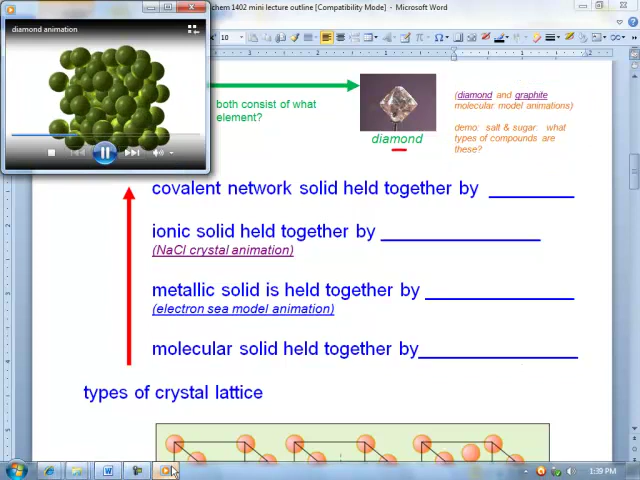 chem 1402 mini lecture outline [Compatibility Mode] - Microsoft Word
diamond animation
10
both consist of what
element?
diamond
(diamond and graphite
molecular model animations)
demo: salt & sugar: what
types of compounds are
these?
covalent network solid held together by ________
ionic solid held together by _______________
(NaCl crystal animation)
metallic solid is held together by ______________
(electron sea model animation)
molecular solid held together by_______________
types of crystal lattice
1:39 PM